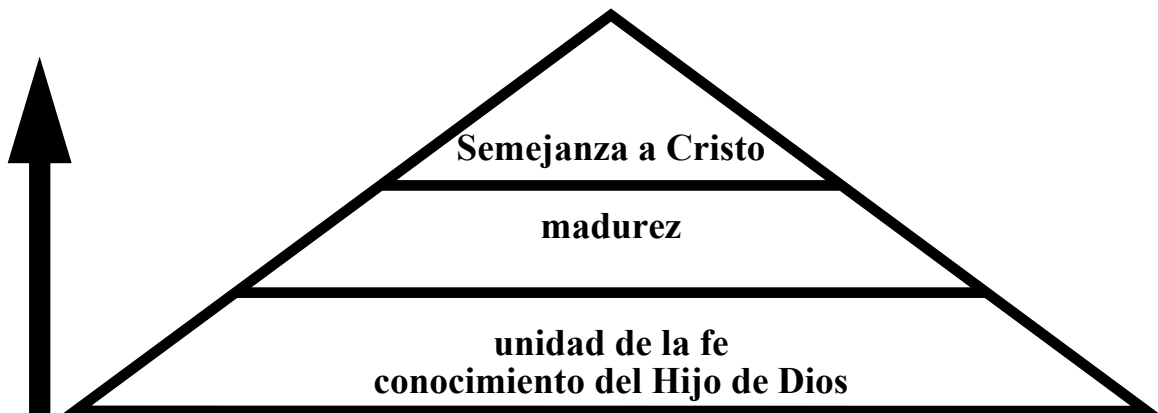 Semejanza a Cristo
madurez
unidad de la fe
conocimiento del Hijo de Dios